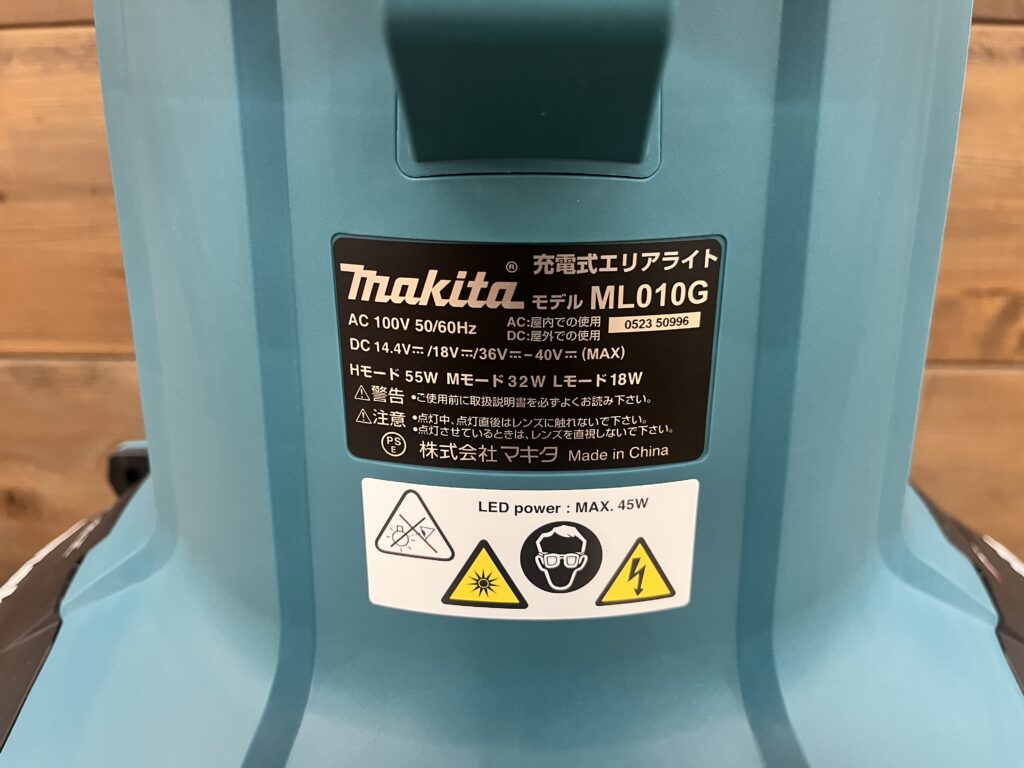 makita® 充電式エリアライト
モデル ML010G
AC 100V 50/60Hz AC:屋内での使用 0523 50996
DC:屋外での使用
DC 14.4V⎓/18V⎓/36V⎓-40V⎓(MAX)
Hモード 55W Mモード 32W Lモード 18W
⚠警告 •ご使用前に取扱説明書を必ずよくお読み下さい。
⚠注意 •点灯中、点灯直後はレンズに触れないで下さい。
•点灯させているときは、レンズを直視しないで下さい。
PS E 株式会社マキタ Made in China
LED power : MAX. 45W